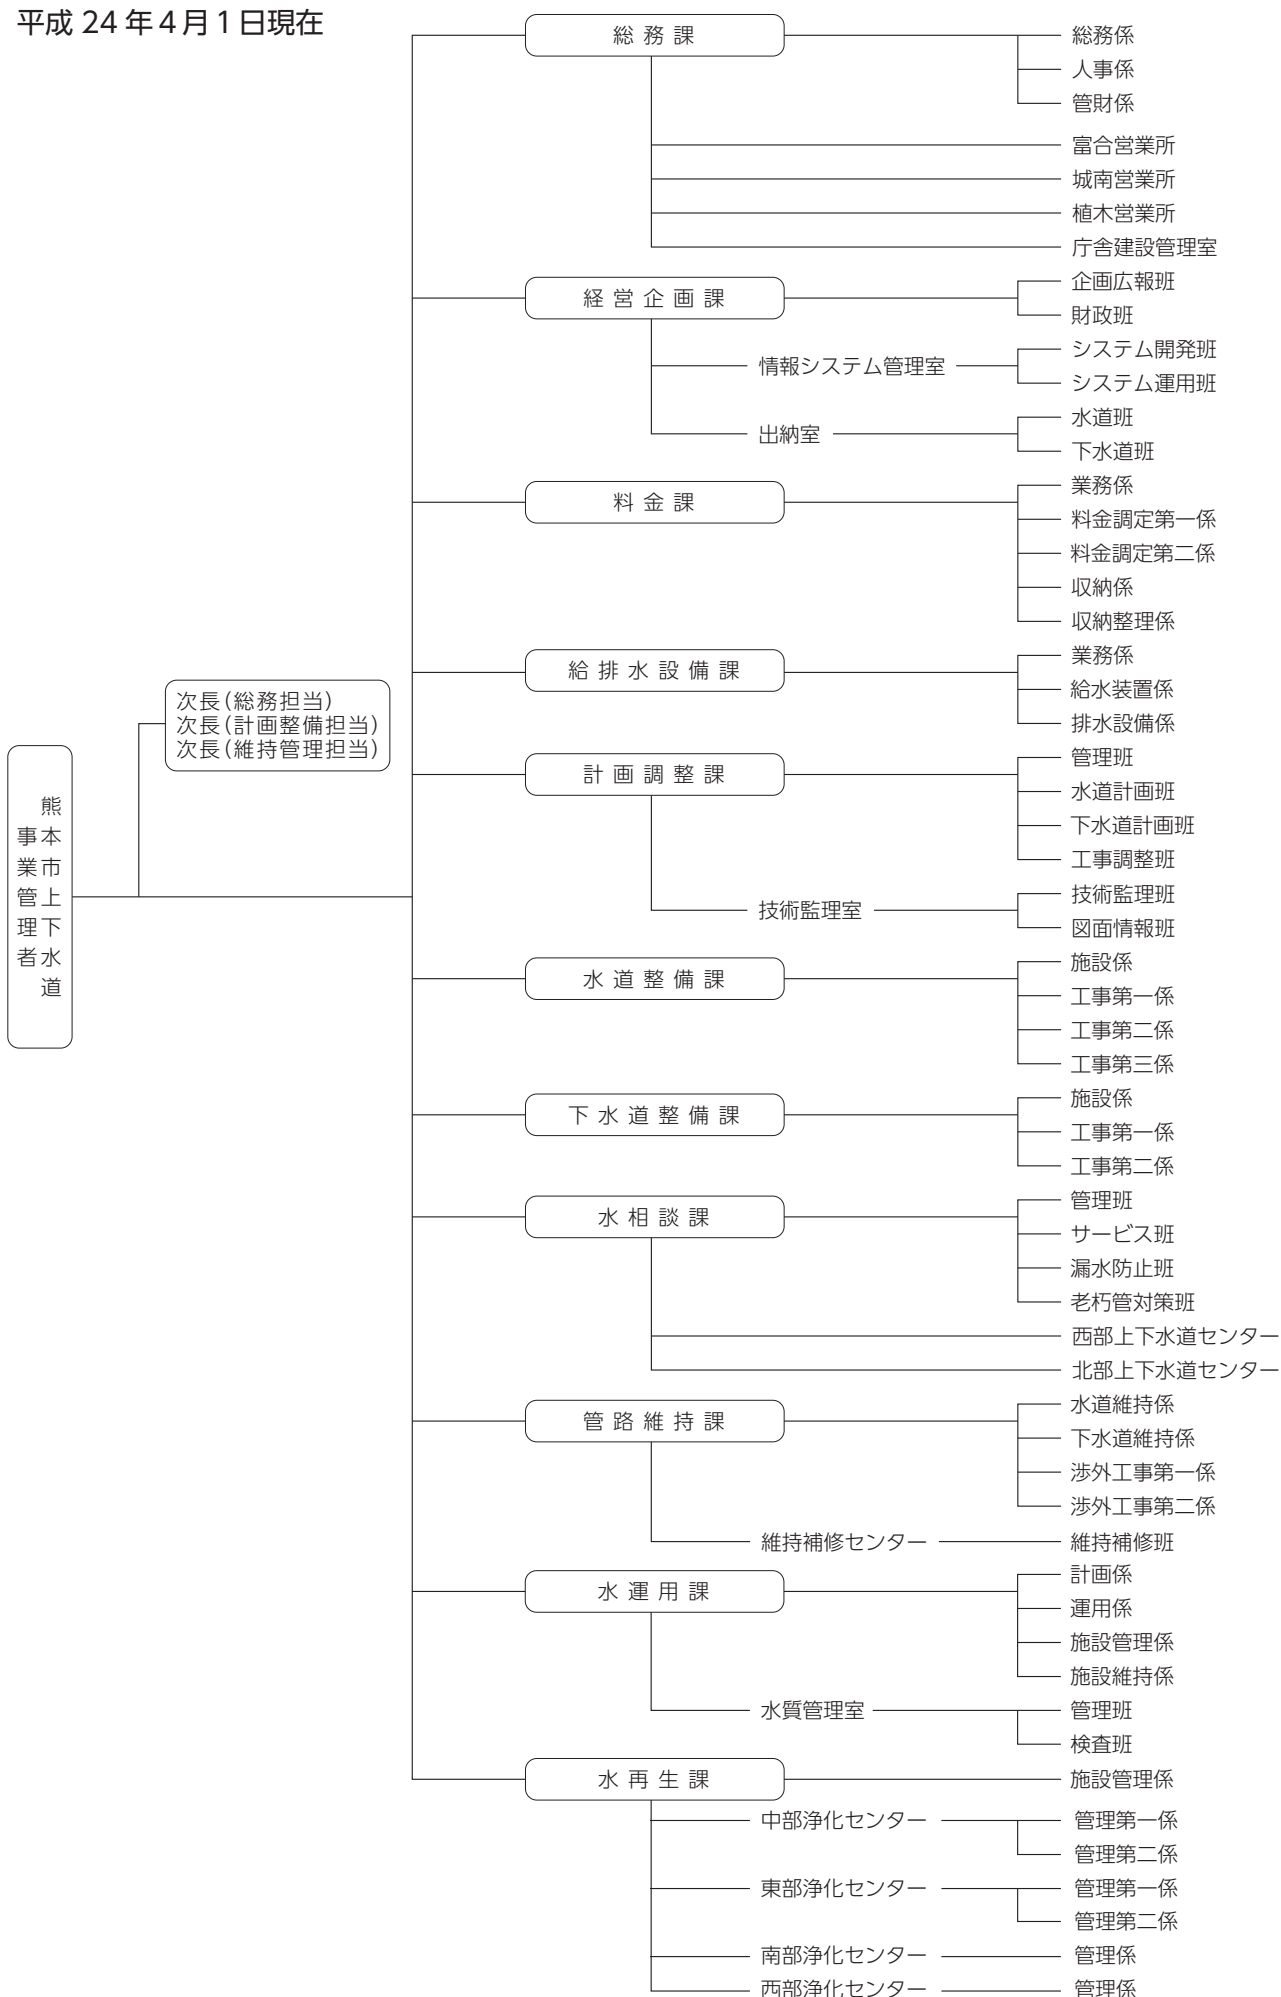 平成 24 年 4 月 1 日現在
熊本市上下水道
事業管理者
次長(総務担当)
次長(計画整備担当)
次長(維持管理担当)
総務課
総務係
人事係
管財係
富合営業所
城南営業所
植木営業所
庁舎建設管理室
経営企画課
企画広報班
財政班
情報システム管理室
システム開発班
システム運用班
出納室
水道班
下水道班
料金課
業務係
料金調定第一係
料金調定第二係
収納係
収納整理係
給排水設備課
業務係
給水装置係
排水設備係
計画調整課
管理班
水道計画班
下水道計画班
工事調整班
技術監理室
技術監理班
図面情報班
水道整備課
施設係
工事第一係
工事第二係
工事第三係
下水道整備課
施設係
工事第一係
工事第二係
水相談課
管理班
サービス班
漏水防止班
老朽管対策班
西部上下水道センター
北部上下水道センター
管路維持課
水道維持係
下水道維持係
渉外工事第一係
渉外工事第二係
維持補修センター
維持補修班
水運用課
計画係
運用係
施設管理係
施設維持係
水質管理室
管理班
検査班
水再生課
施設管理係
中部浄化センター
管理第一係
管理第二係
東部浄化センター
管理第一係
管理第二係
南部浄化センター
管理係
西部浄化センター
管理係